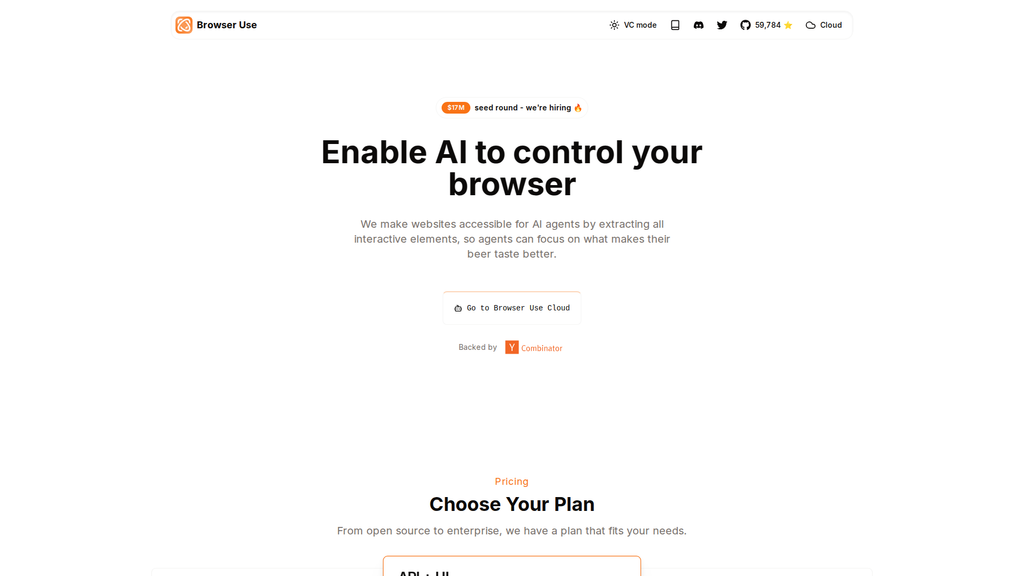 Browser Use
VC mode
59,784 ⭐
Cloud
$17M seed round - we're hiring 🔥
Enable AI to control your
browser
We make websites accessible for AI agents by extracting all
interactive elements, so agents can focus on what makes their
beer taste better.
Go to Browser Use Cloud
Backed by Y Combinator
Pricing
Choose Your Plan
From open source to enterprise, we have a plan that fits your needs.
API + UI